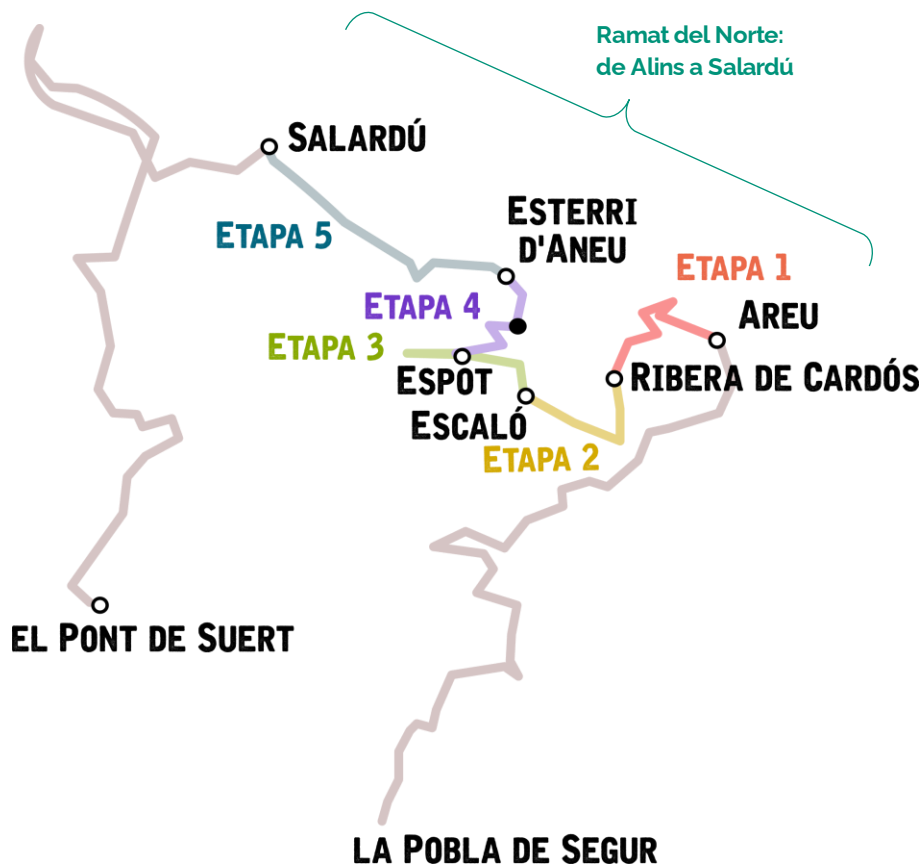 Ramat del Norte:
de Alins a Salardú
SALARDÚ
ESTERRI
D'ANEU
ETAPA 5
ETAPA 1
ETAPA 4
AREU
ETAPA 3
ESPOT
RIBERA DE CARDÓS
ESCALÓ
ETAPA 2
EL PONT DE SUERT
LA POBLA DE SEGUR